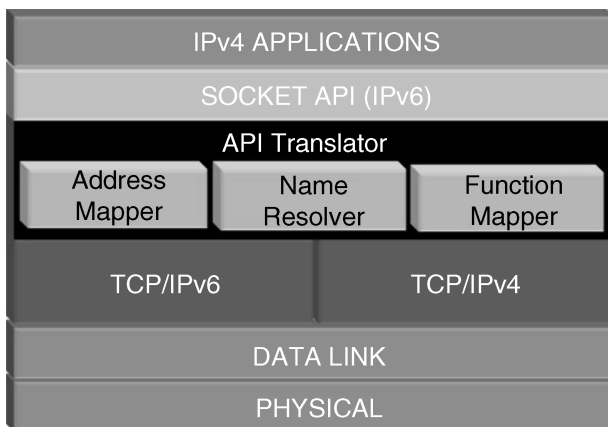 IPv4 APPLICATIONS
SOCKET API (IPv6)
API Translator
Address
Mapper
Name
Resolver
Function
Mapper
TCP/IPv6
TCP/IPv4
DATA LINK
PHYSICAL